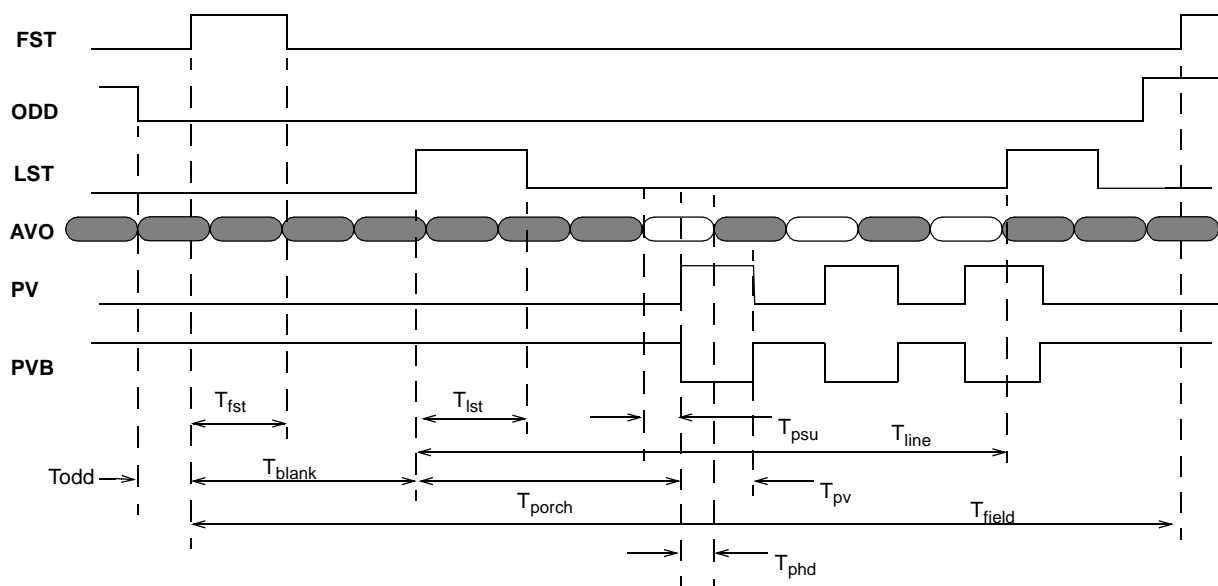 FST
ODD
LST
AVO
PV
PVB
Tfst
Tlst
Tpsu
Tline
Todd
Tblank
Tporch
Tpv
Tfield
Tphd